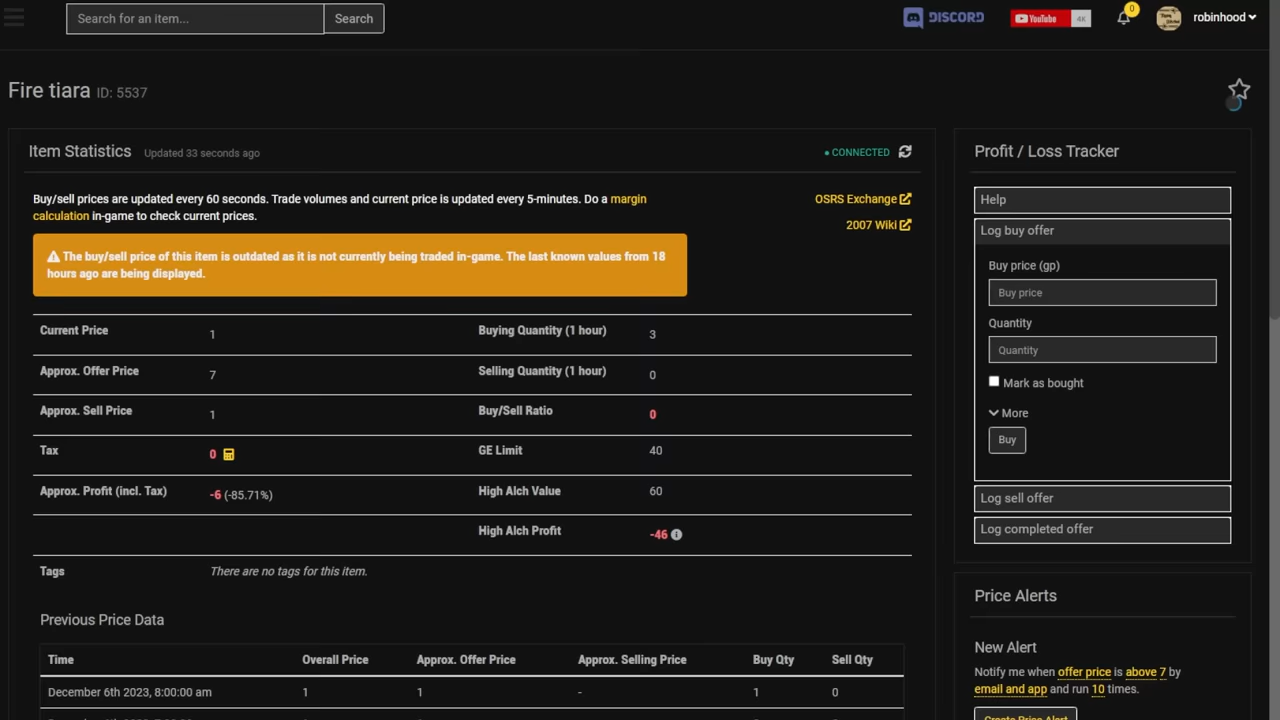 Search for an item...
Search
DISCORD
YouTube 4K
0
robinhood
Fire tiara ID: 5537
Item Statistics Updated 33 seconds ago
CONNECTED
Buy/sell prices are updated every 60 seconds. Trade volumes and current price is updated every 5-minutes. Do a margin
calculation in-game to check current prices.
OSRS Exchange
2007 Wiki
The buy/sell price of this item is outdated as it is not currently being traded in-game. The last known values from 18
hours ago are being displayed.
Current Price 1 Buying Quantity (1 hour) 3
Approx. Offer Price 7 Selling Quantity (1 hour) 0
Approx. Sell Price 1 Buy/Sell Ratio 0
Tax 0 GE Limit 40
Approx. Profit (incl. Tax) -6 (-85.71%) High Alch Value 60
High Alch Profit -46
Tags There are no tags for this item.
Previous Price Data
Time Overall Price Approx. Offer Price Approx. Selling Price Buy Qty Sell Qty
December 6th 2023, 8:00:00 am 1 1 - 1 0
Profit / Loss Tracker
Help
Log buy offer
Buy price (gp)
Buy price
Quantity
Quantity
Mark as bought
More
Buy
Log sell offer
Log completed offer
Price Alerts
New Alert
Notify me when offer price is above 7 by
email and app and run 10 times.
Create Price Alert